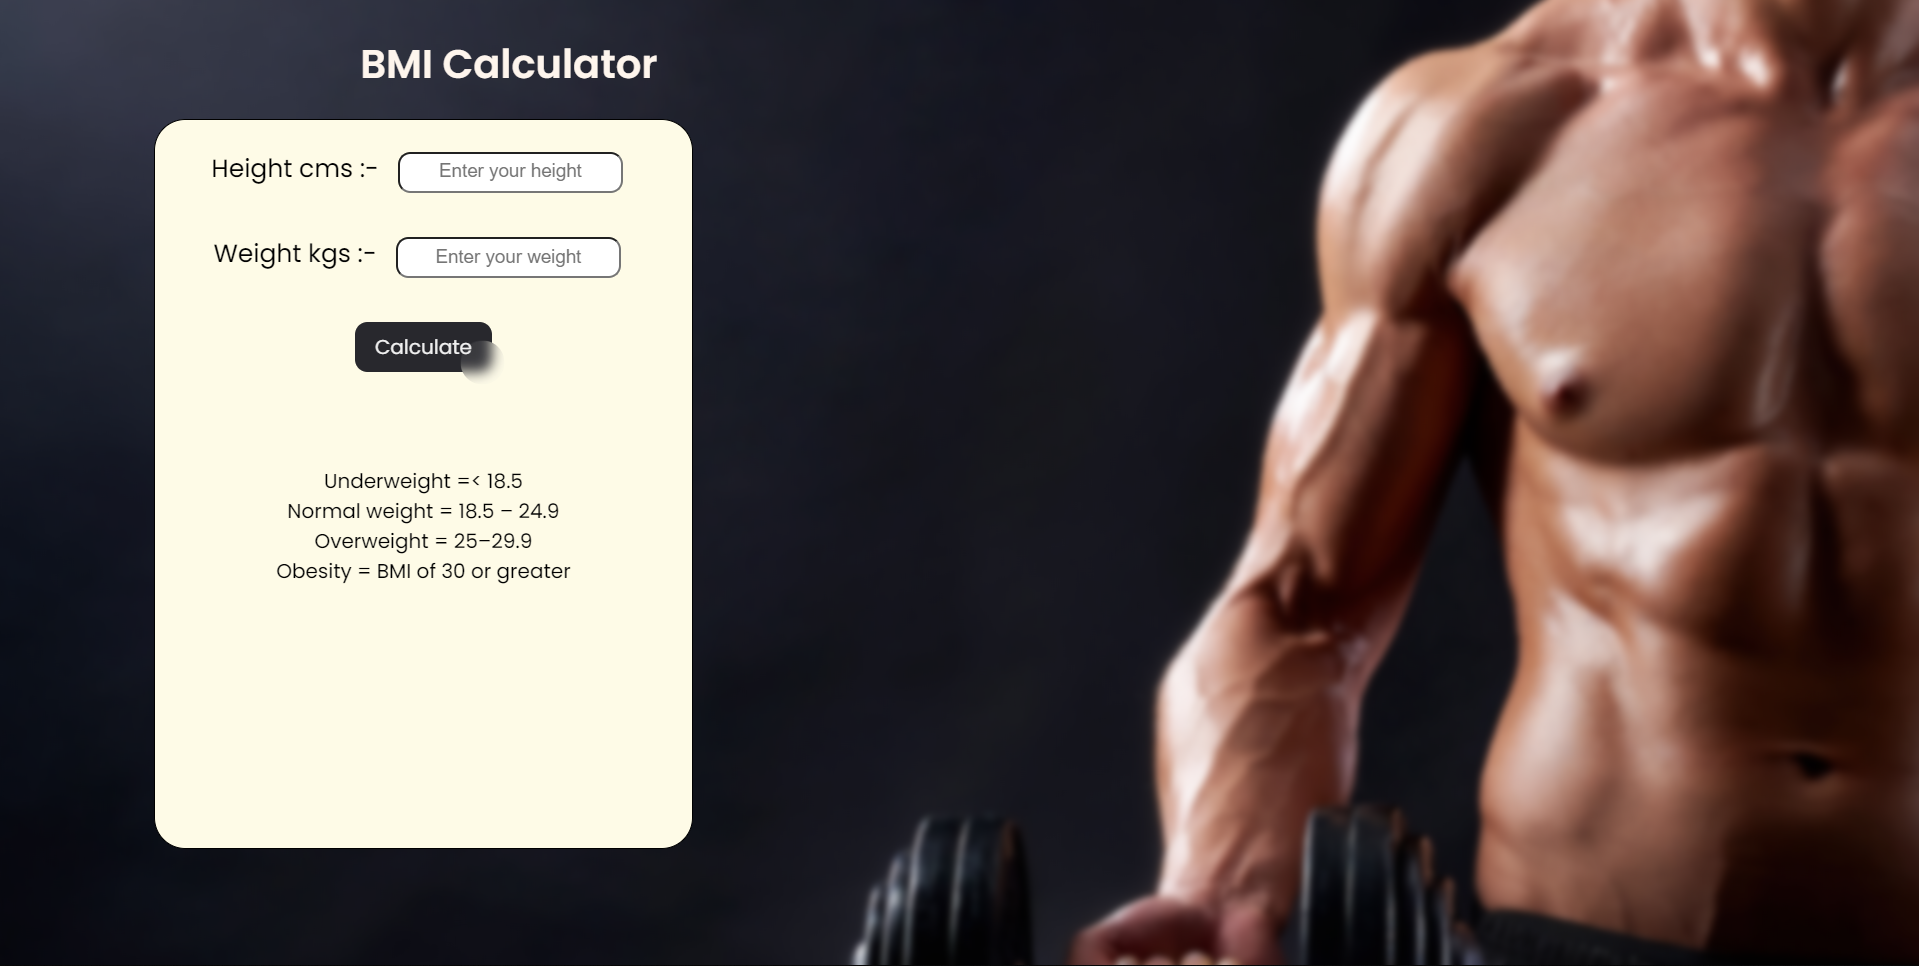 BMI Calculator
Height cms :- Enter your height
Weight kgs :- Enter your weight
Calculate
Underweight =< 18.5
Normal weight = 18.5 – 24.9
Overweight = 25–29.9
Obesity = BMI of 30 or greater